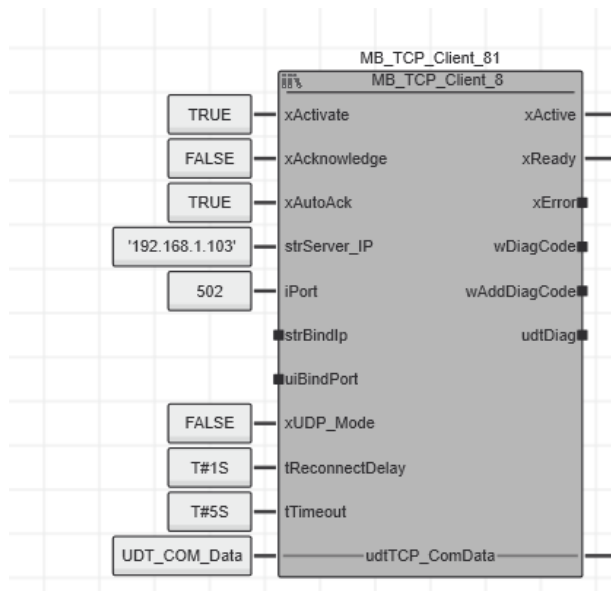 MB_TCP_Client_81
MB_TCP_Client_8
TRUE xActivate xActive
FALSE xAcknowledge xReady
TRUE xAutoAck xError
'192.168.1.103' strServer_IP wDiagCode
502 iPort wAddDiagCode
strBindIp udtDiag
uiBindPort
FALSE xUDP_Mode
T#1S tReconnectDelay
T#5S tTimeout
UDT_COM_Data udtTCP_ComData